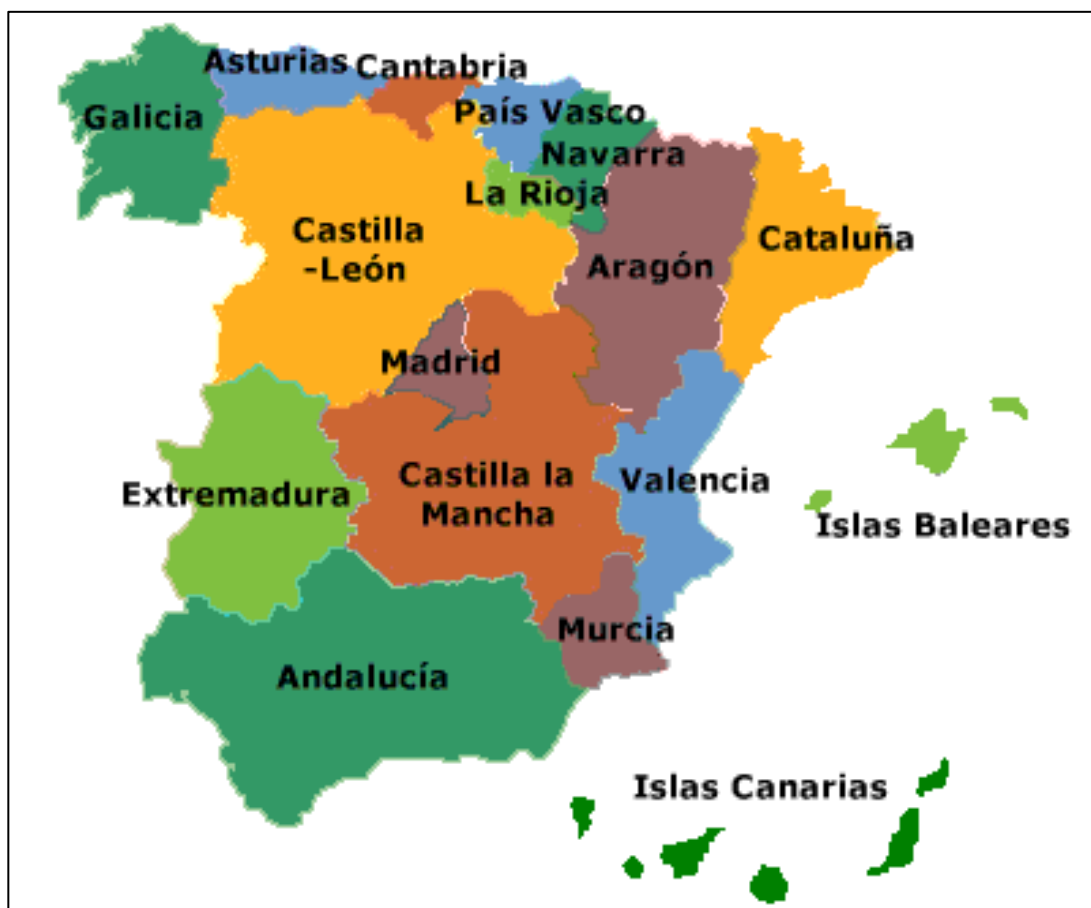 Asturias
Cantabria
Galicia
País Vasco
Navarra
La Rioja
Castilla
-León
Cataluña
Aragón
Madrid
Castilla la
Mancha
Valencia
Extremadura
Islas Baleares
Murcia
Andalucía
Islas Canarias